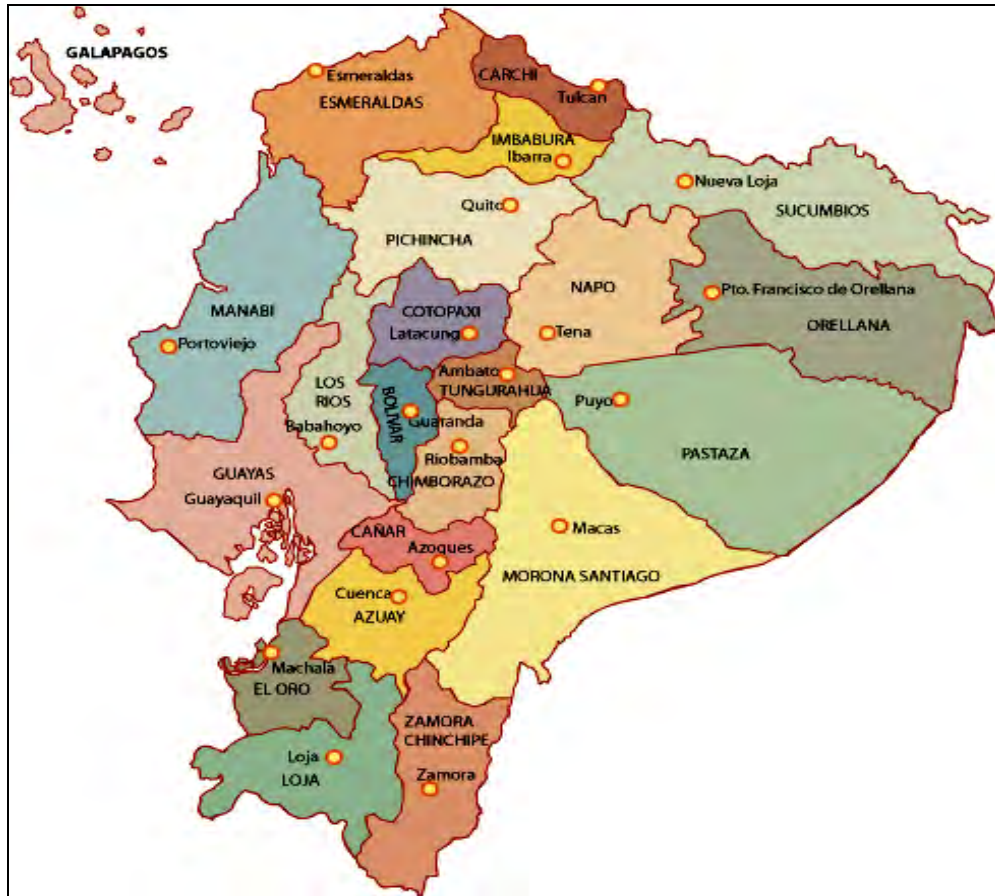 GALAPAGOS
Esmeraldas
ESMERALDAS
CARCHI
Tulcan
IMBABURA
Ibarra
Nueva Loja
SUCUMBIOS
Quito
PICHINCHA
NAPO
Pto. Francisco de Orellana
ORELLANA
MANABI
Portoviejo
COTOPAXI
Latacung
Tena
Ambato
TUNGURAHUA
LOS
RIOS
Babahoyo
BOLIVAR
Guaranda
Puyo
PASTAZA
Riobamba
CHIMBORAZO
GUAYAS
Guayaquil
CAÑAR
Azoques
Macas
MORONA SANTIAGO
Cuenca
AZUAY
Machala
EL ORO
ZAMORA
CHINCHIPE
Zamora
Loja
LOJA